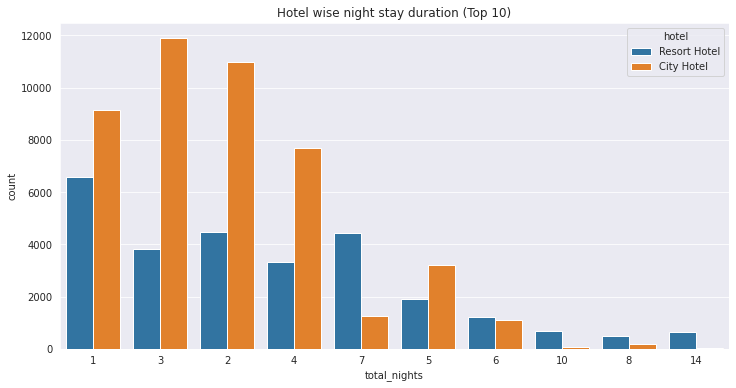 Hotel wise night stay duration (Top 10)
hotel
Resort Hotel
City Hotel
12000
10000
8000
6000
4000
2000
0
count
1 3 2 4 7 5 6 10 8 14
total_nights